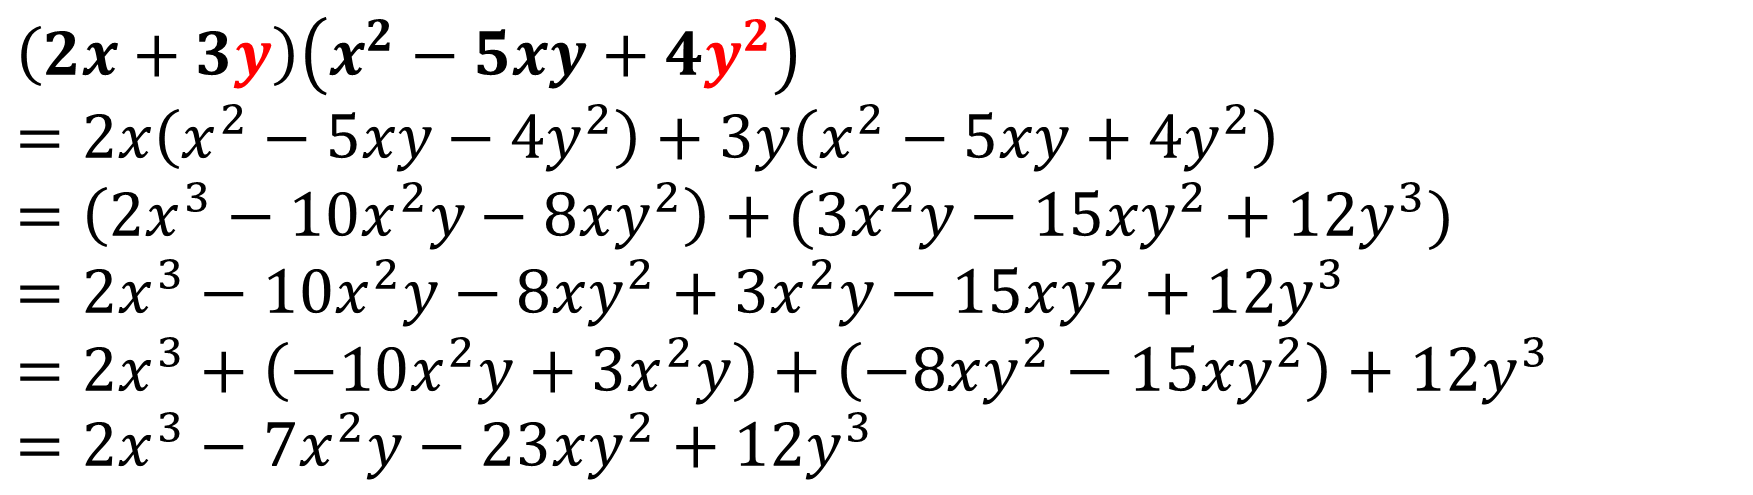 (2x + 3y)(x² − 5xy + 4y²)
= 2x(x² − 5xy − 4y²) + 3y(x² − 5xy + 4y²)
= (2x³ − 10x²y − 8xy²) + (3x²y − 15xy² + 12y³)
= 2x³ − 10x²y − 8xy² + 3x²y − 15xy² + 12y³
= 2x³ + (−10x²y + 3x²y) + (−8xy² − 15xy²) + 12y³
= 2x³ − 7x²y − 23xy² + 12y³